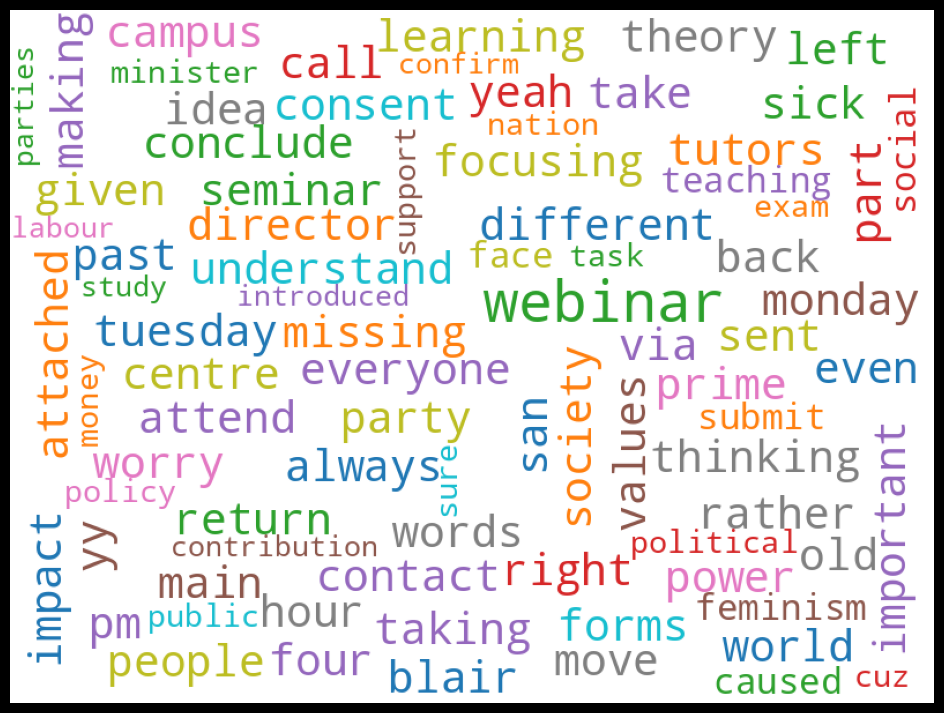 making
campus
learning
theory
left
parties
minister
call
confirm
idea
consent
yeah
take
sick
social
nation
conclude
support
focusing
tutors
part
teaching
given
seminar
exam
labour
director
different
past
understand
face
task
back
attached
study
introduced
webinar
monday
tuesday
missing
via
sent
money
centre
everyone
society
values
prime
even
attend
party
san
submit
important
worry
always
sure
thinking
policy
impact
yy
return
words
rather
contribution
political
old
main
contact
right
power
pm
public
hour
taking
forms
feminism
people
four
blair
move
world
caused
cuz